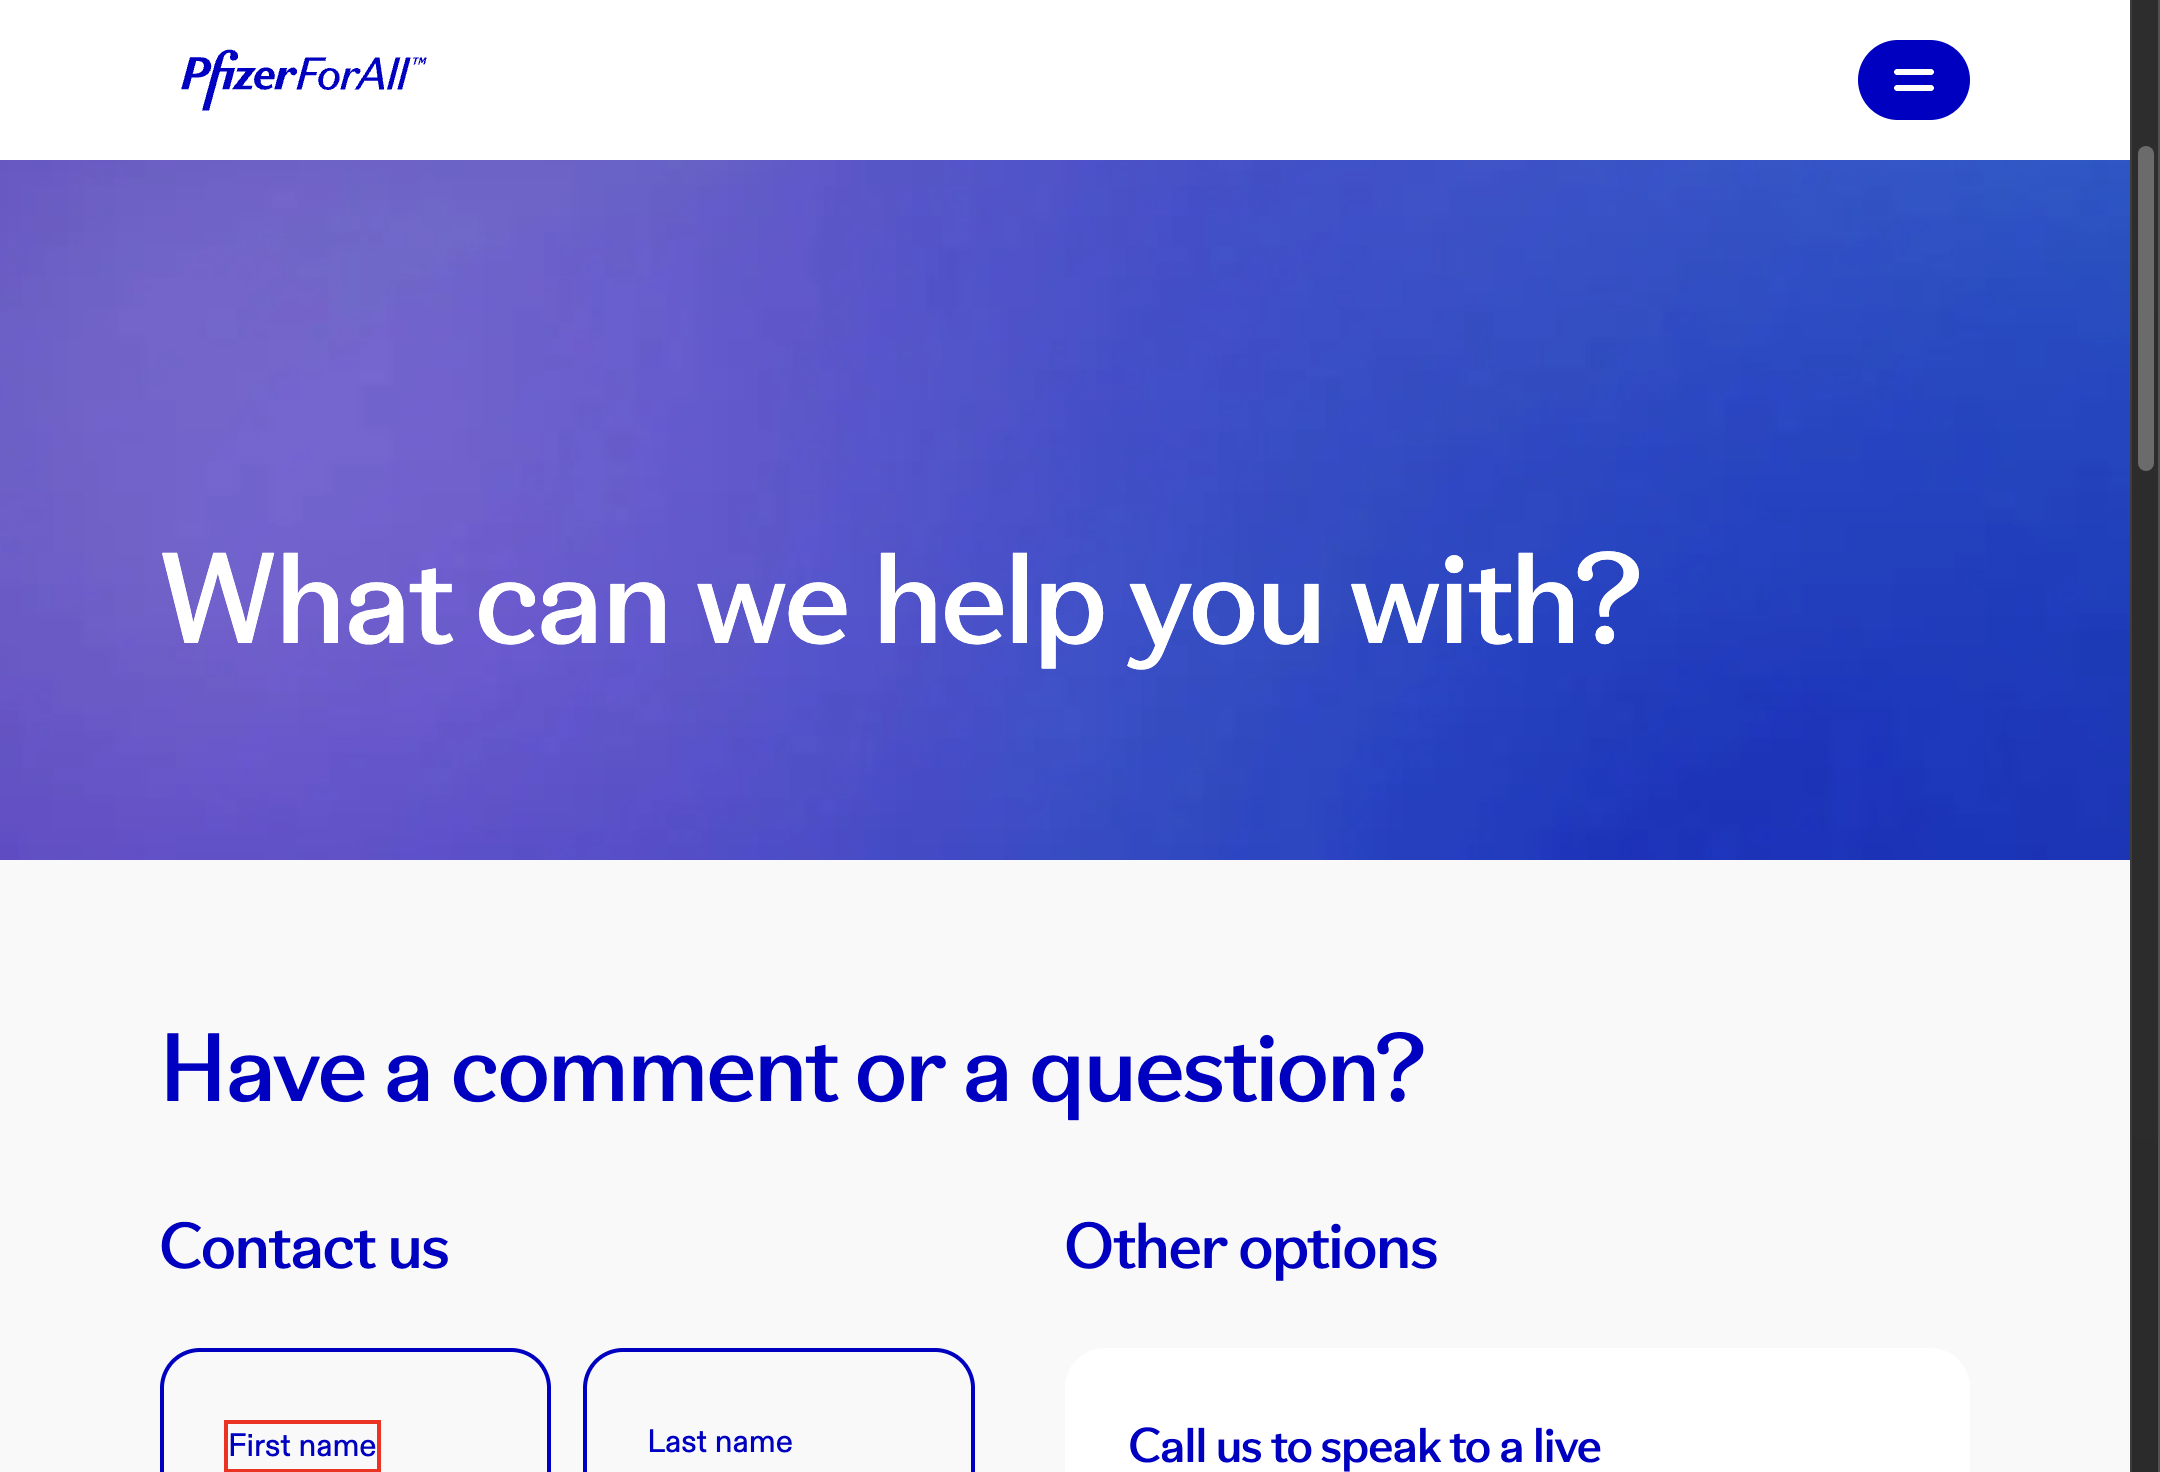 PfizerForAll™
What can we help you with?
Have a comment or a question?
Contact us
First name
Last name
Other options
Call us to speak to a live